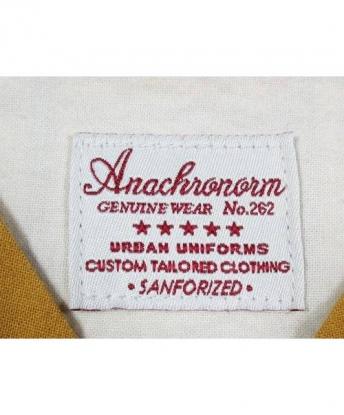 Anachronorm
GENUINE WEAR No.262
★ ★ ★ ★ ★
URBAN UNIFORMS
CUSTOM TAILORED CLOTHING
• SANFORIZED •